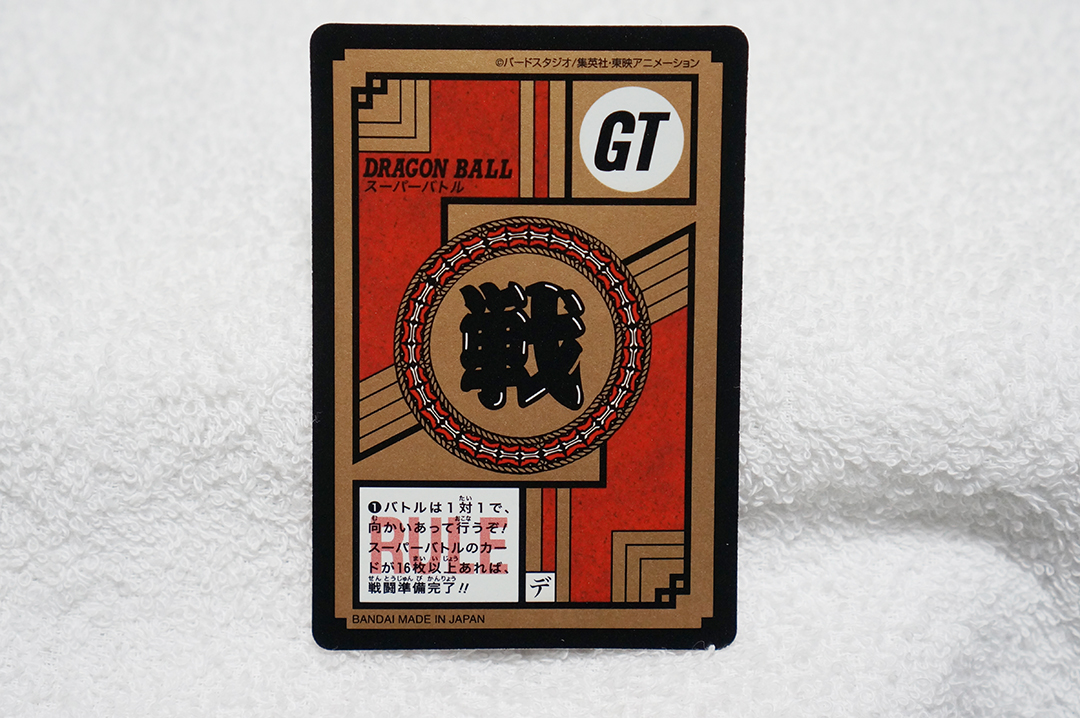 ©バードスタジオ/集英社・東映アニメーション
GT
DRAGON BALL
スーパーバトル
戦
RULE
❶バトルは1対1で、
向かいあって行うぞ!
スーパーバトルのカー
ドが16枚以上あれば、
戦闘準備完了!!
デ
BANDAI MADE IN JAPAN